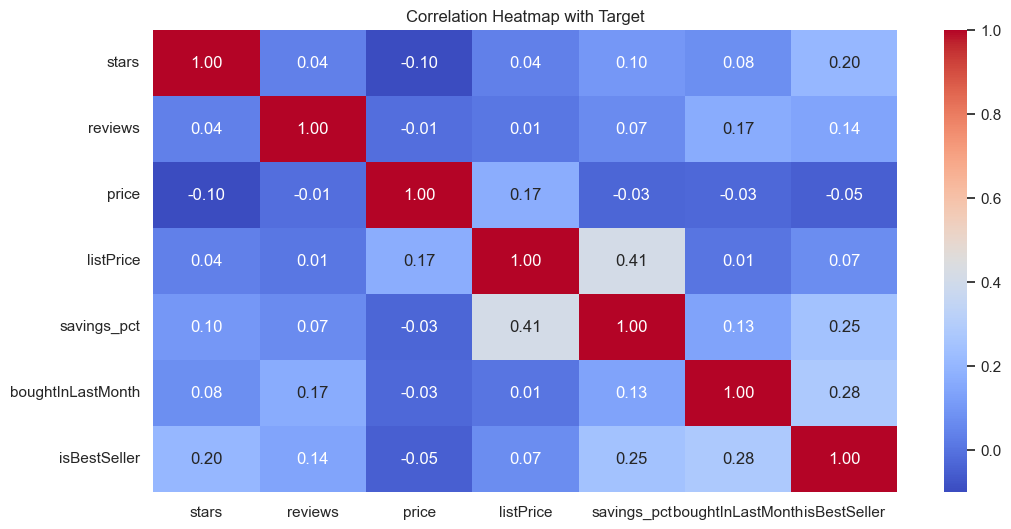 Correlation Heatmap with Target
stars 1.00 0.04 -0.10 0.04 0.10 0.08 0.20
reviews 0.04 1.00 -0.01 0.01 0.07 0.17 0.14
price -0.10 -0.01 1.00 0.17 -0.03 -0.03 -0.05
listPrice 0.04 0.01 0.17 1.00 0.41 0.01 0.07
savings_pct 0.10 0.07 -0.03 0.41 1.00 0.13 0.25
boughtInLastMonth 0.08 0.17 -0.03 0.01 0.13 1.00 0.28
isBestSeller 0.20 0.14 -0.05 0.07 0.25 0.28 1.00
stars reviews price listPrice savings_pct boughtInLastMonth isBestSeller
1.0
0.8
0.6
0.4
0.2
0.0